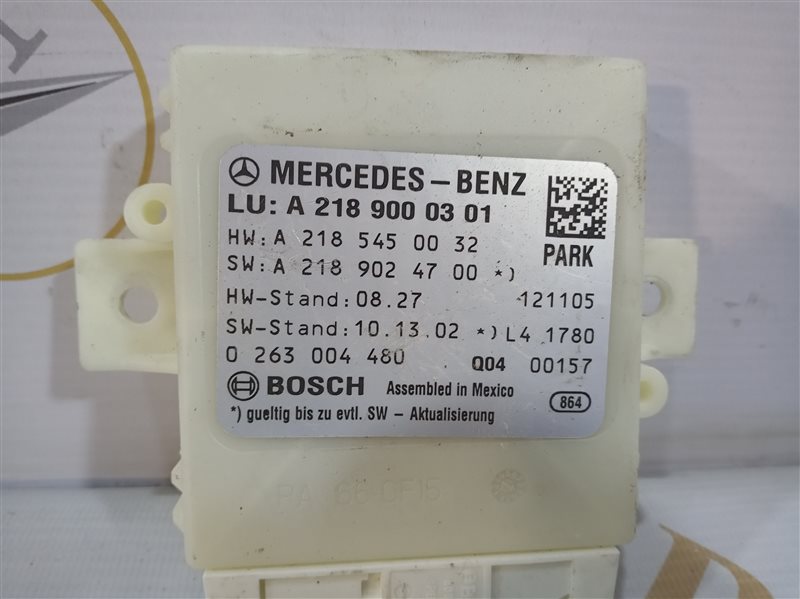 MERCEDES-BENZ
LU: A 218 900 03 01
HW: A 218 545 00 32
PARK
SW: A 218 902 47 00 *)
HW-Stand: 08.27 121105
SW-Stand: 10.13.02 *) L4 1780
0 263 004 480 Q04 00157
BOSCH Assembled in Mexico
864
*) gueltig bis zu evtl. SW - Aktualisierung